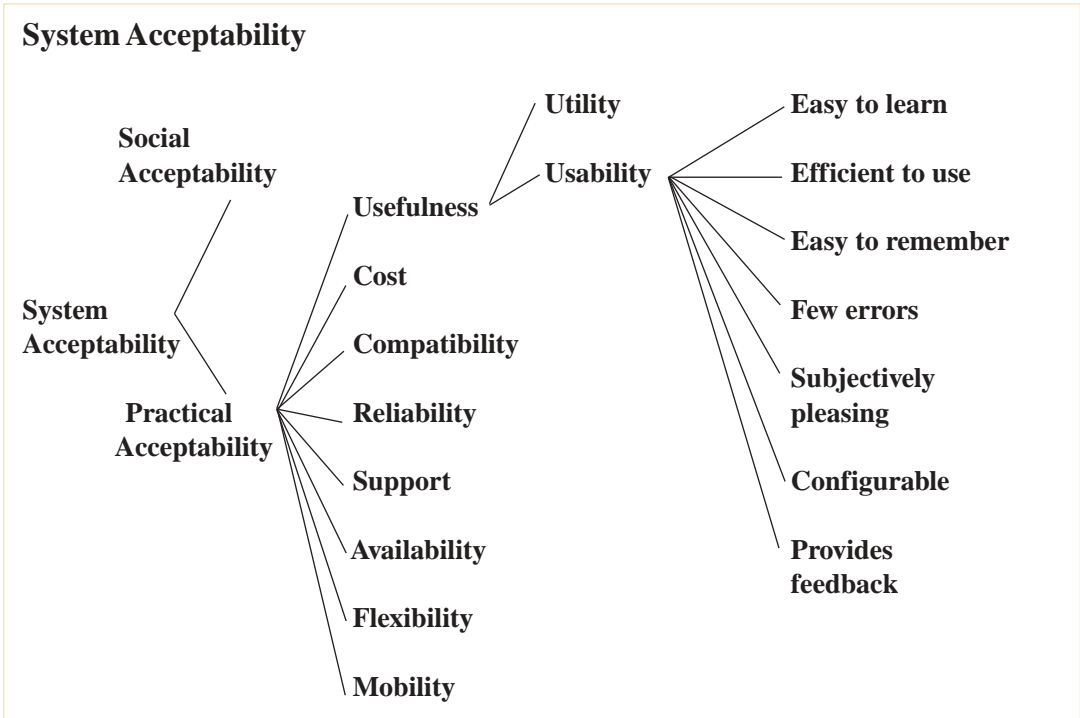 System Acceptability
Social
Acceptability
System
Acceptability
Practical
Acceptability
Usefulness
Cost
Compatibility
Reliability
Support
Availability
Flexibility
Mobility
Utility
Usability
Easy to learn
Efficient to use
Easy to remember
Few errors
Subjectively
pleasing
Configurable
Provides
feedback